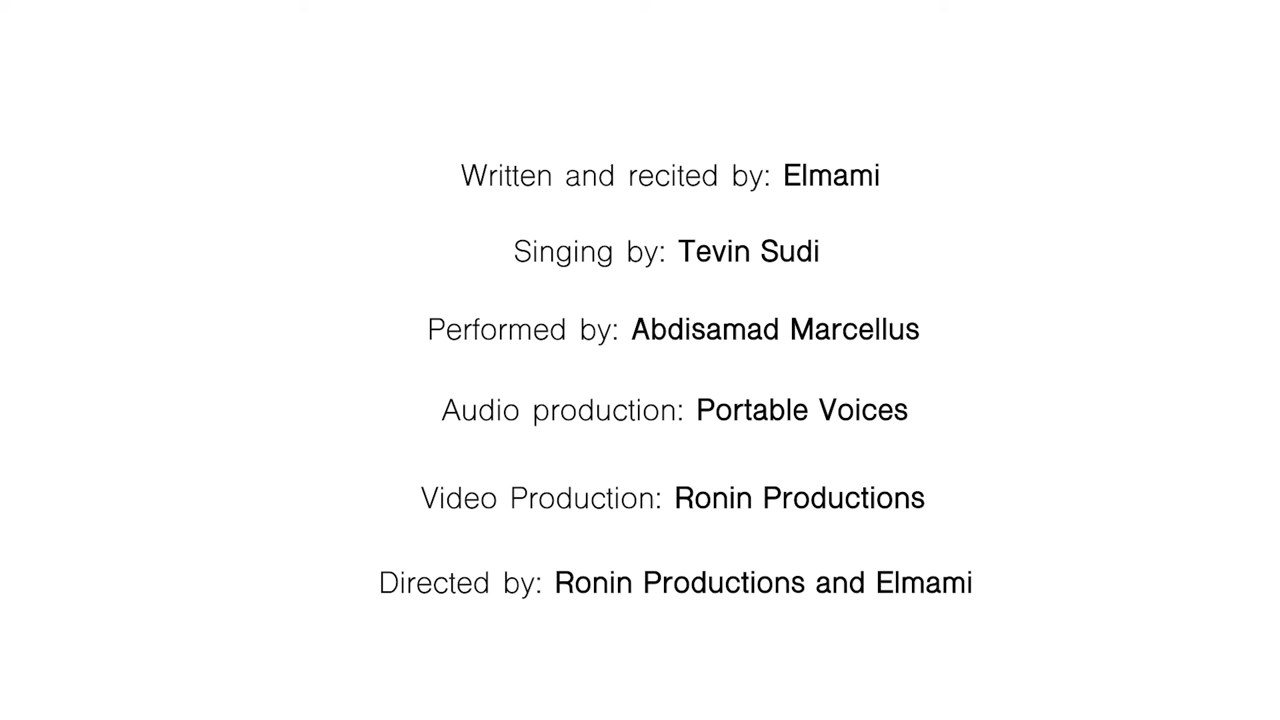 Written and recited by: Elmami
Singing by: Tevin Sudi
Performed by: Abdisamad Marcellus
Audio production: Portable Voices
Video Production: Ronin Productions
Directed by: Ronin Productions and Elmami